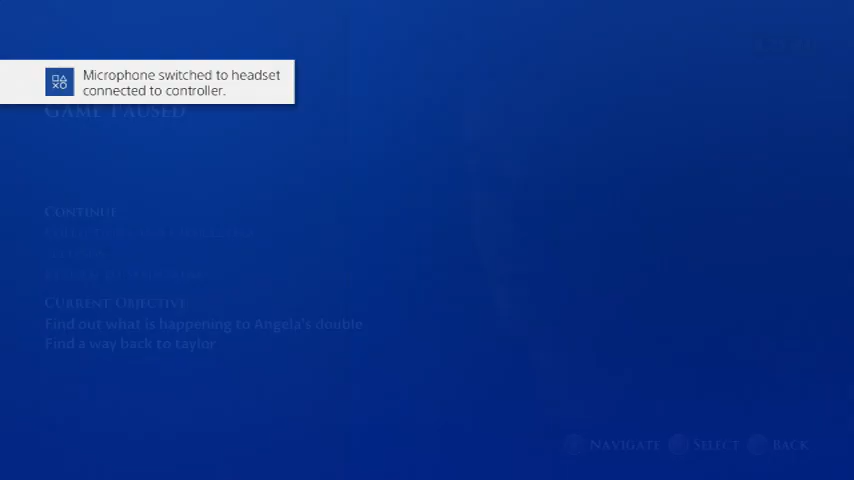 Microphone switched to headset
connected to controller.
GAME PAUSED
CONTINUE
CURRENT OBJECTIVE
Find out what is happening to Angela's double
Find a way back to taylor
NAVIGATE SELECT BACK